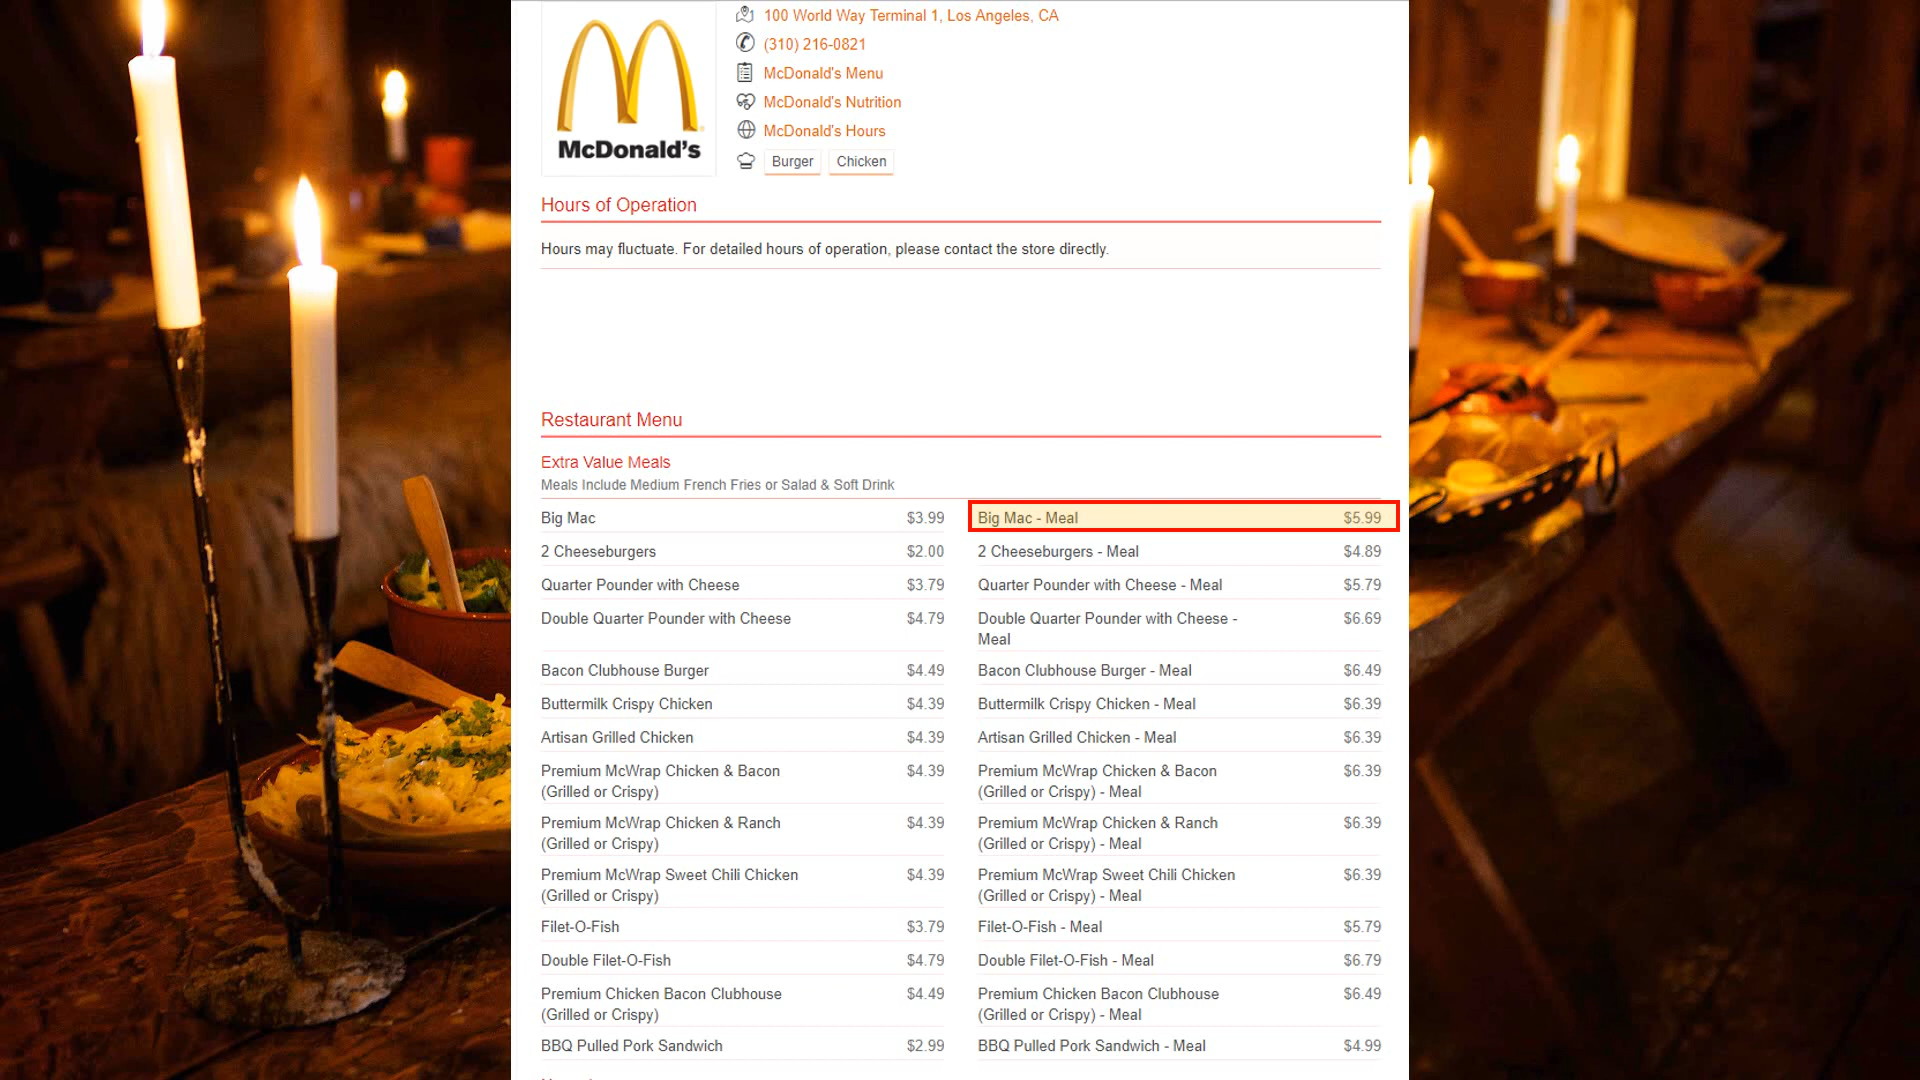 McDonald's
100 World Way Terminal 1, Los Angeles, CA
(310) 216-0821
McDonald's Menu
McDonald's Nutrition
McDonald's Hours
Burger Chicken
Hours of Operation
Hours may fluctuate. For detailed hours of operation, please contact the store directly.
Restaurant Menu
Extra Value Meals
Meals Include Medium French Fries or Salad & Soft Drink
Big Mac $3.99
2 Cheeseburgers $2.00
Quarter Pounder with Cheese $3.79
Double Quarter Pounder with Cheese $4.79
Bacon Clubhouse Burger $4.49
Buttermilk Crispy Chicken $4.39
Artisan Grilled Chicken $4.39
Premium McWrap Chicken & Bacon $4.39
(Grilled or Crispy)
Premium McWrap Chicken & Ranch $4.39
(Grilled or Crispy)
Premium McWrap Sweet Chili Chicken $4.39
(Grilled or Crispy)
Filet-O-Fish $3.79
Double Filet-O-Fish $4.79
Premium Chicken Bacon Clubhouse $4.49
(Grilled or Crispy)
BBQ Pulled Pork Sandwich $2.99
Big Mac - Meal $5.99
2 Cheeseburgers - Meal $4.89
Quarter Pounder with Cheese - Meal $5.79
Double Quarter Pounder with Cheese - $6.69
Meal
Bacon Clubhouse Burger - Meal $6.49
Buttermilk Crispy Chicken - Meal $6.39
Artisan Grilled Chicken - Meal $6.39
Premium McWrap Chicken & Bacon $6.39
(Grilled or Crispy) - Meal
Premium McWrap Chicken & Ranch $6.39
(Grilled or Crispy) - Meal
Premium McWrap Sweet Chili Chicken $6.39
(Grilled or Crispy) - Meal
Filet-O-Fish - Meal $5.79
Double Filet-O-Fish - Meal $6.79
Premium Chicken Bacon Clubhouse $6.49
(Grilled or Crispy) - Meal
BBQ Pulled Pork Sandwich - Meal $4.99